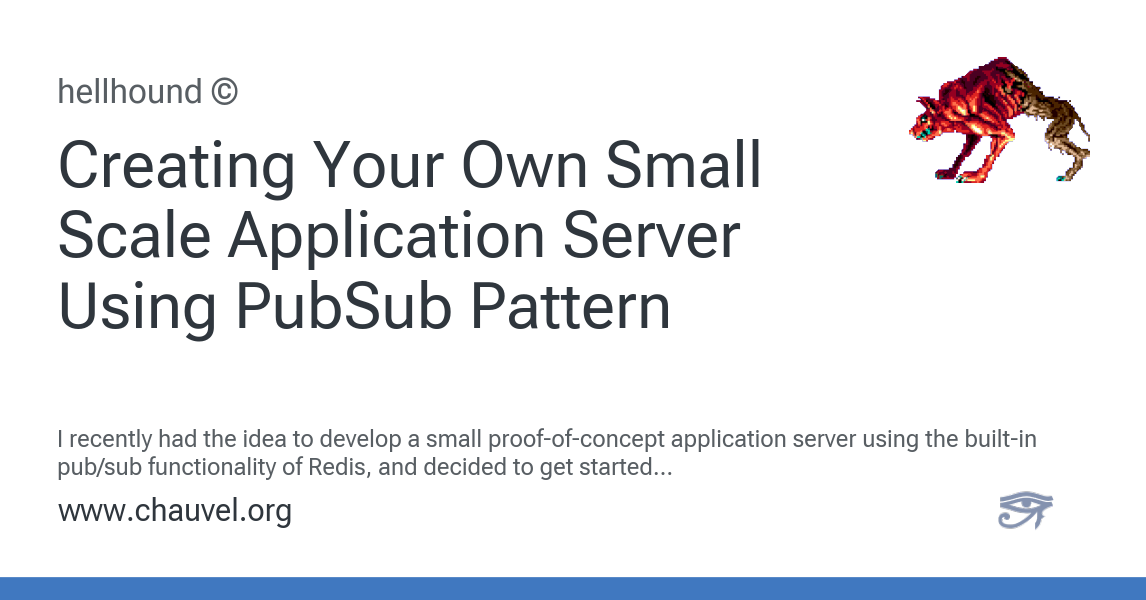 hellhound ©
Creating Your Own Small
Scale Application Server
Using PubSub Pattern
I recently had the idea to develop a small proof-of-concept application server using the built-in
pub/sub functionality of Redis, and decided to get started...
www.chauvel.org